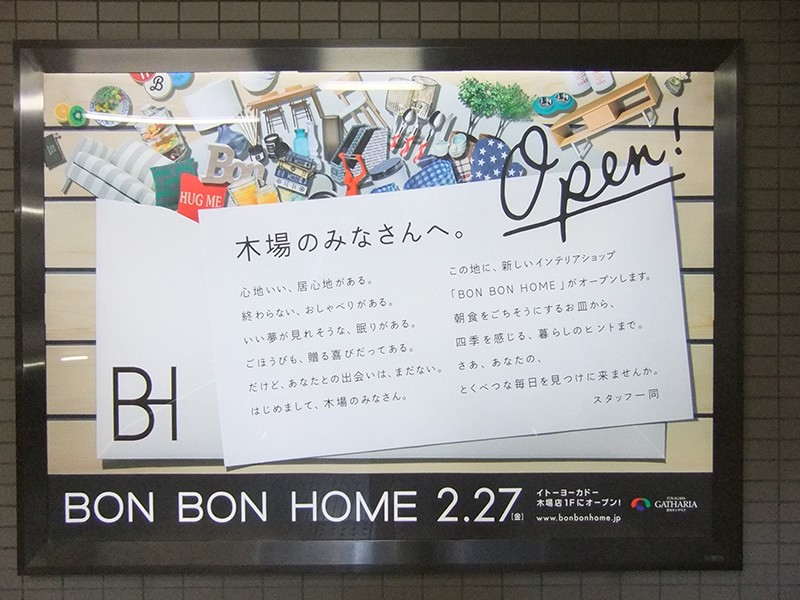 B
Bon
HUG ME
Open!
木場のみなさんへ。
心地いい、居心地がある。
終わらない、おしゃべりがある。
いい夢が見れそうな、眠りがある。
ごほうびも、贈る喜びだってある。
だけど、あなたとの出会いは、まだない。
はじめまして、木場のみなさん。
この地に、新しいインテリアショップ
「BON BON HOME」がオープンします。
朝食をごちそうにするお皿から、
四季を感じる、暮らしのヒントまで。
さあ、あなたの、
とくべつな毎日を見つけに来ませんか。
スタッフ一同
BH
BON BON HOME 2.27[金]
イトーヨーカドー
木場店1Fにオープン!
www.bonbonhome.jp
GATHARIA